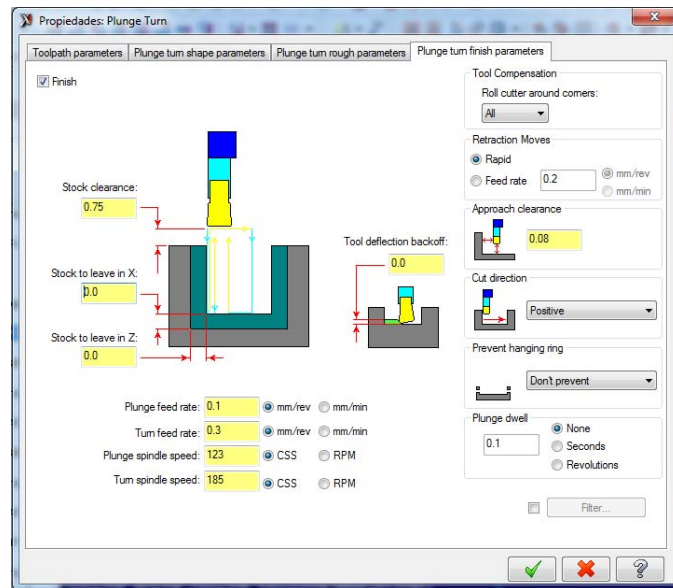 Propiedades: Plunge Turn
Toolpath parameters Plunge turn shape parameters Plunge turn rough parameters Plunge turn finish parameters
Finish
Stock clearance:
0.75
Stock to leave in X:
0.0
Stock to leave in Z:
0.0
Tool deflection backoff:
0.0
Plunge feed rate: 0.1 mm/rev mm/min
Turn feed rate: 0.3 mm/rev mm/min
Plunge spindle speed: 123 CSS RPM
Turn spindle speed: 185 CSS RPM
Tool Compensation
Roll cutter around corners:
All
Retraction Moves
Rapid
Feed rate 0.2 mm/rev
mm/min
Approach clearance
0.08
Cut direction
Positive
Prevent hanging ring
Don't prevent
Plunge dwell
None
0.1 Seconds
Revolutions
Filter...